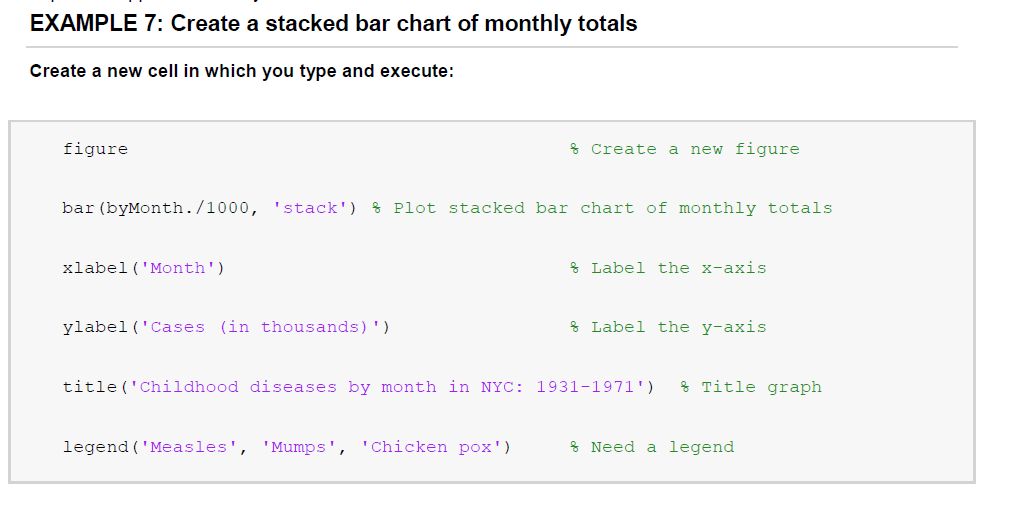 EXAMPLE 7: Create a stacked bar chart of monthly totals
Create a new cell in which you type and execute:
figure % Create a new figure
bar(byMonth./1000, 'stack') % Plot stacked bar chart of monthly totals
xlabel('Month') % Label the x-axis
ylabel('Cases (in thousands)') % Label the y-axis
title('Childhood diseases by month in NYC: 1931-1971') % Title graph
legend('Measles', 'Mumps', 'Chicken pox') % Need a legend